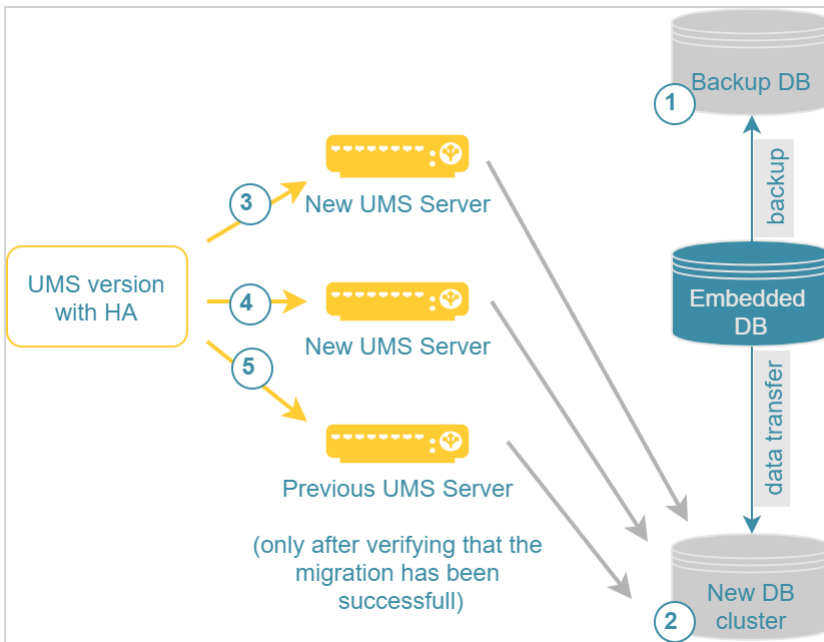 Backup DB
1
backup
3
New UMS Server
UMS version
with HA
4
New UMS Server
Embedded
DB
5
data transfer
Previous UMS Server
(only after verifying that the
migration has been
successfull)
New DB
cluster
2